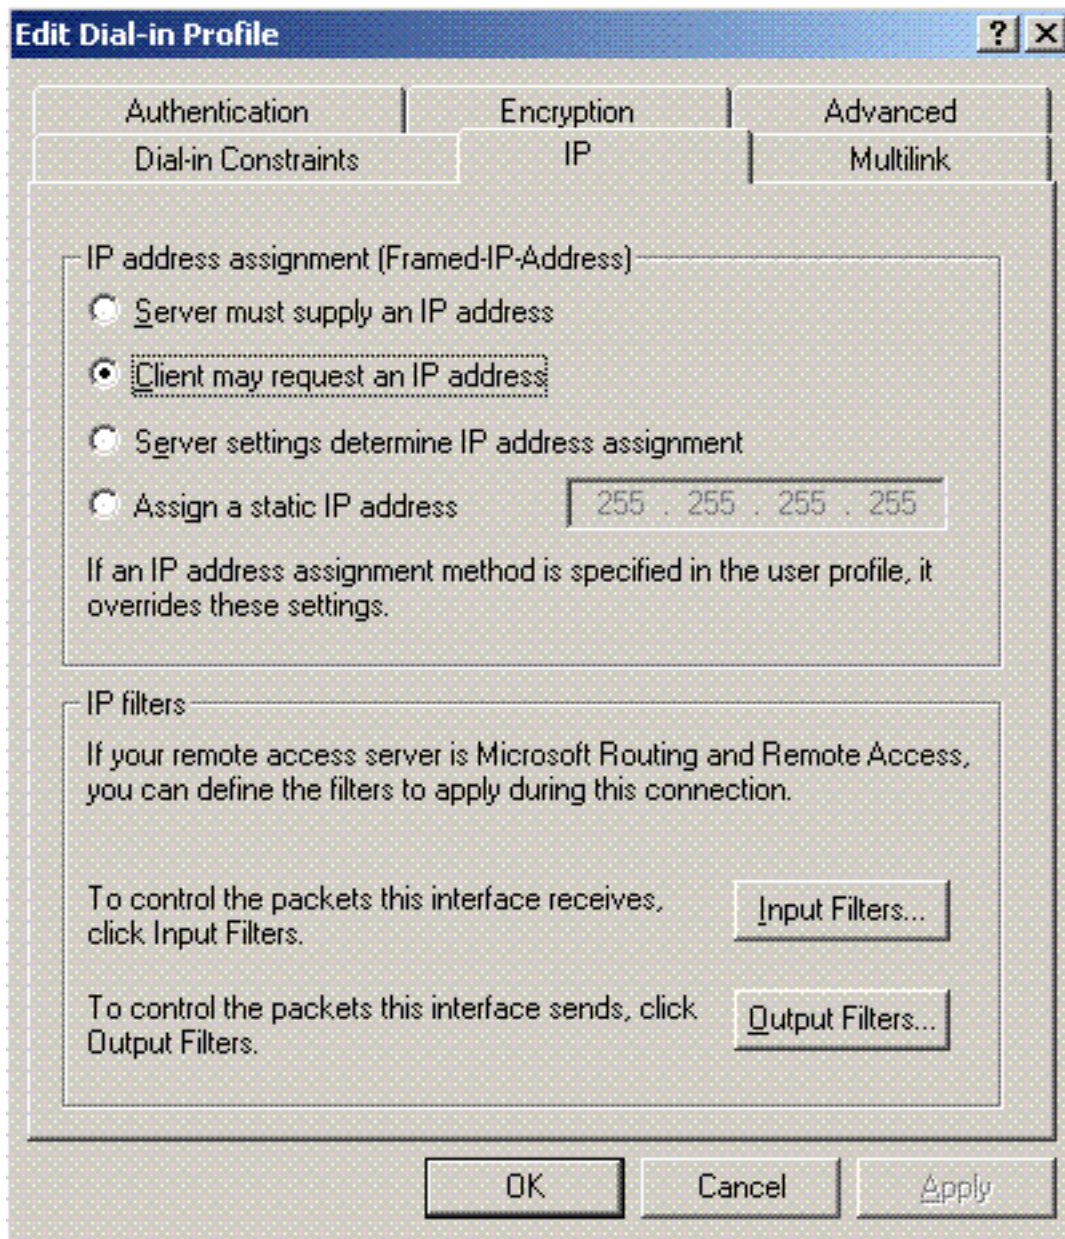 Edit Dial-in Profile
Authentication Encryption Advanced
Dial-in Constraints IP Multilink
IP address assignment (Framed-IP-Address)
Server must supply an IP address
Client may request an IP address
Server settings determine IP address assignment
Assign a static IP address 255 . 255 . 255 . 255
If an IP address assignment method is specified in the user profile, it
overrides these settings.
IP filters
If your remote access server is Microsoft Routing and Remote Access,
you can define the filters to apply during this connection.
To control the packets this interface receives,
click Input Filters.
Input Filters...
To control the packets this interface sends, click
Output Filters.
Output Filters...
OK Cancel Apply